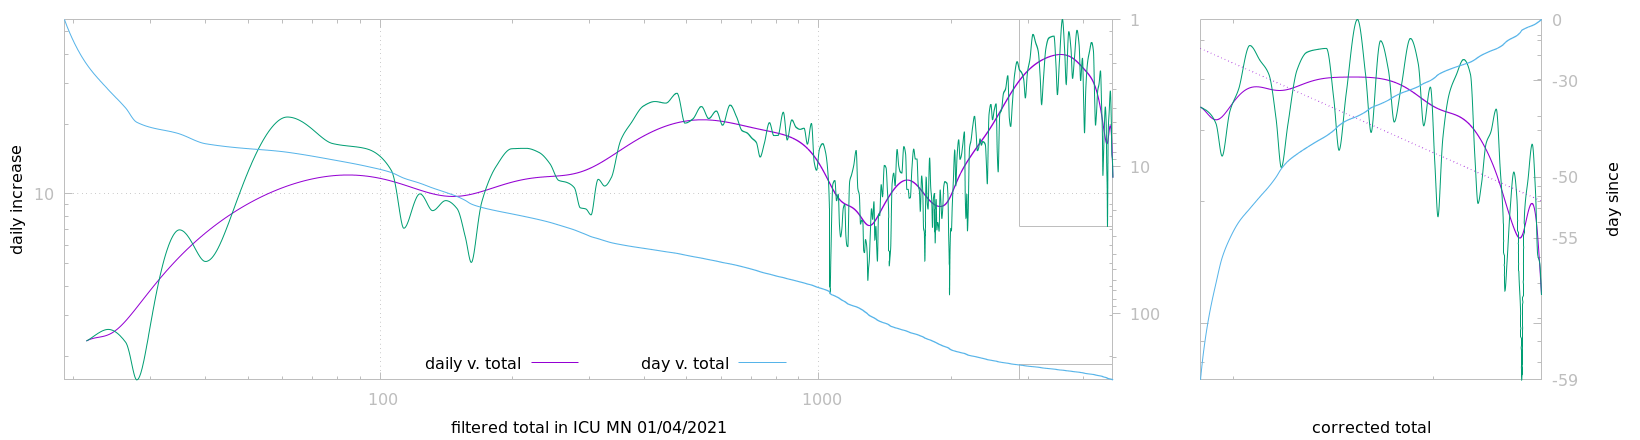 daily increase
10
daily v. total
day v. total
100
1000
filtered total in ICU MN 01/04/2021
1
10
100
0
-30
-50
-55
-59
day since
corrected total